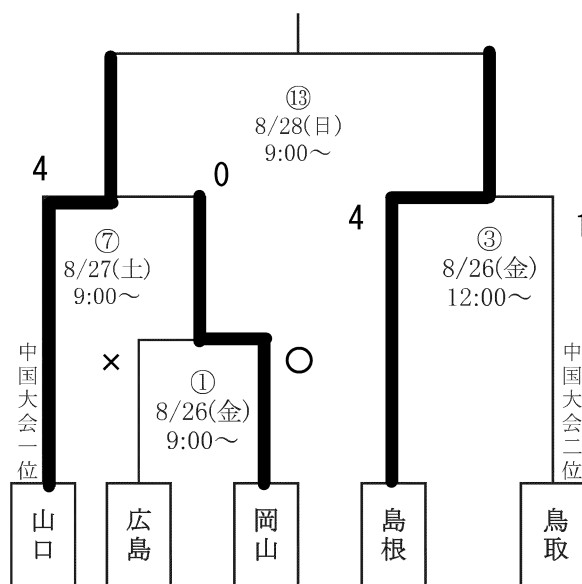 ⑬
8/28(日)
9:00～
4
0
4
1
⑦
8/27(土)
9:00～
③
8/26(金)
12:00～
×
○
①
8/26(金)
9:00～
中国大会一位
中国大会二位
山口
広島
岡山
島根
鳥取